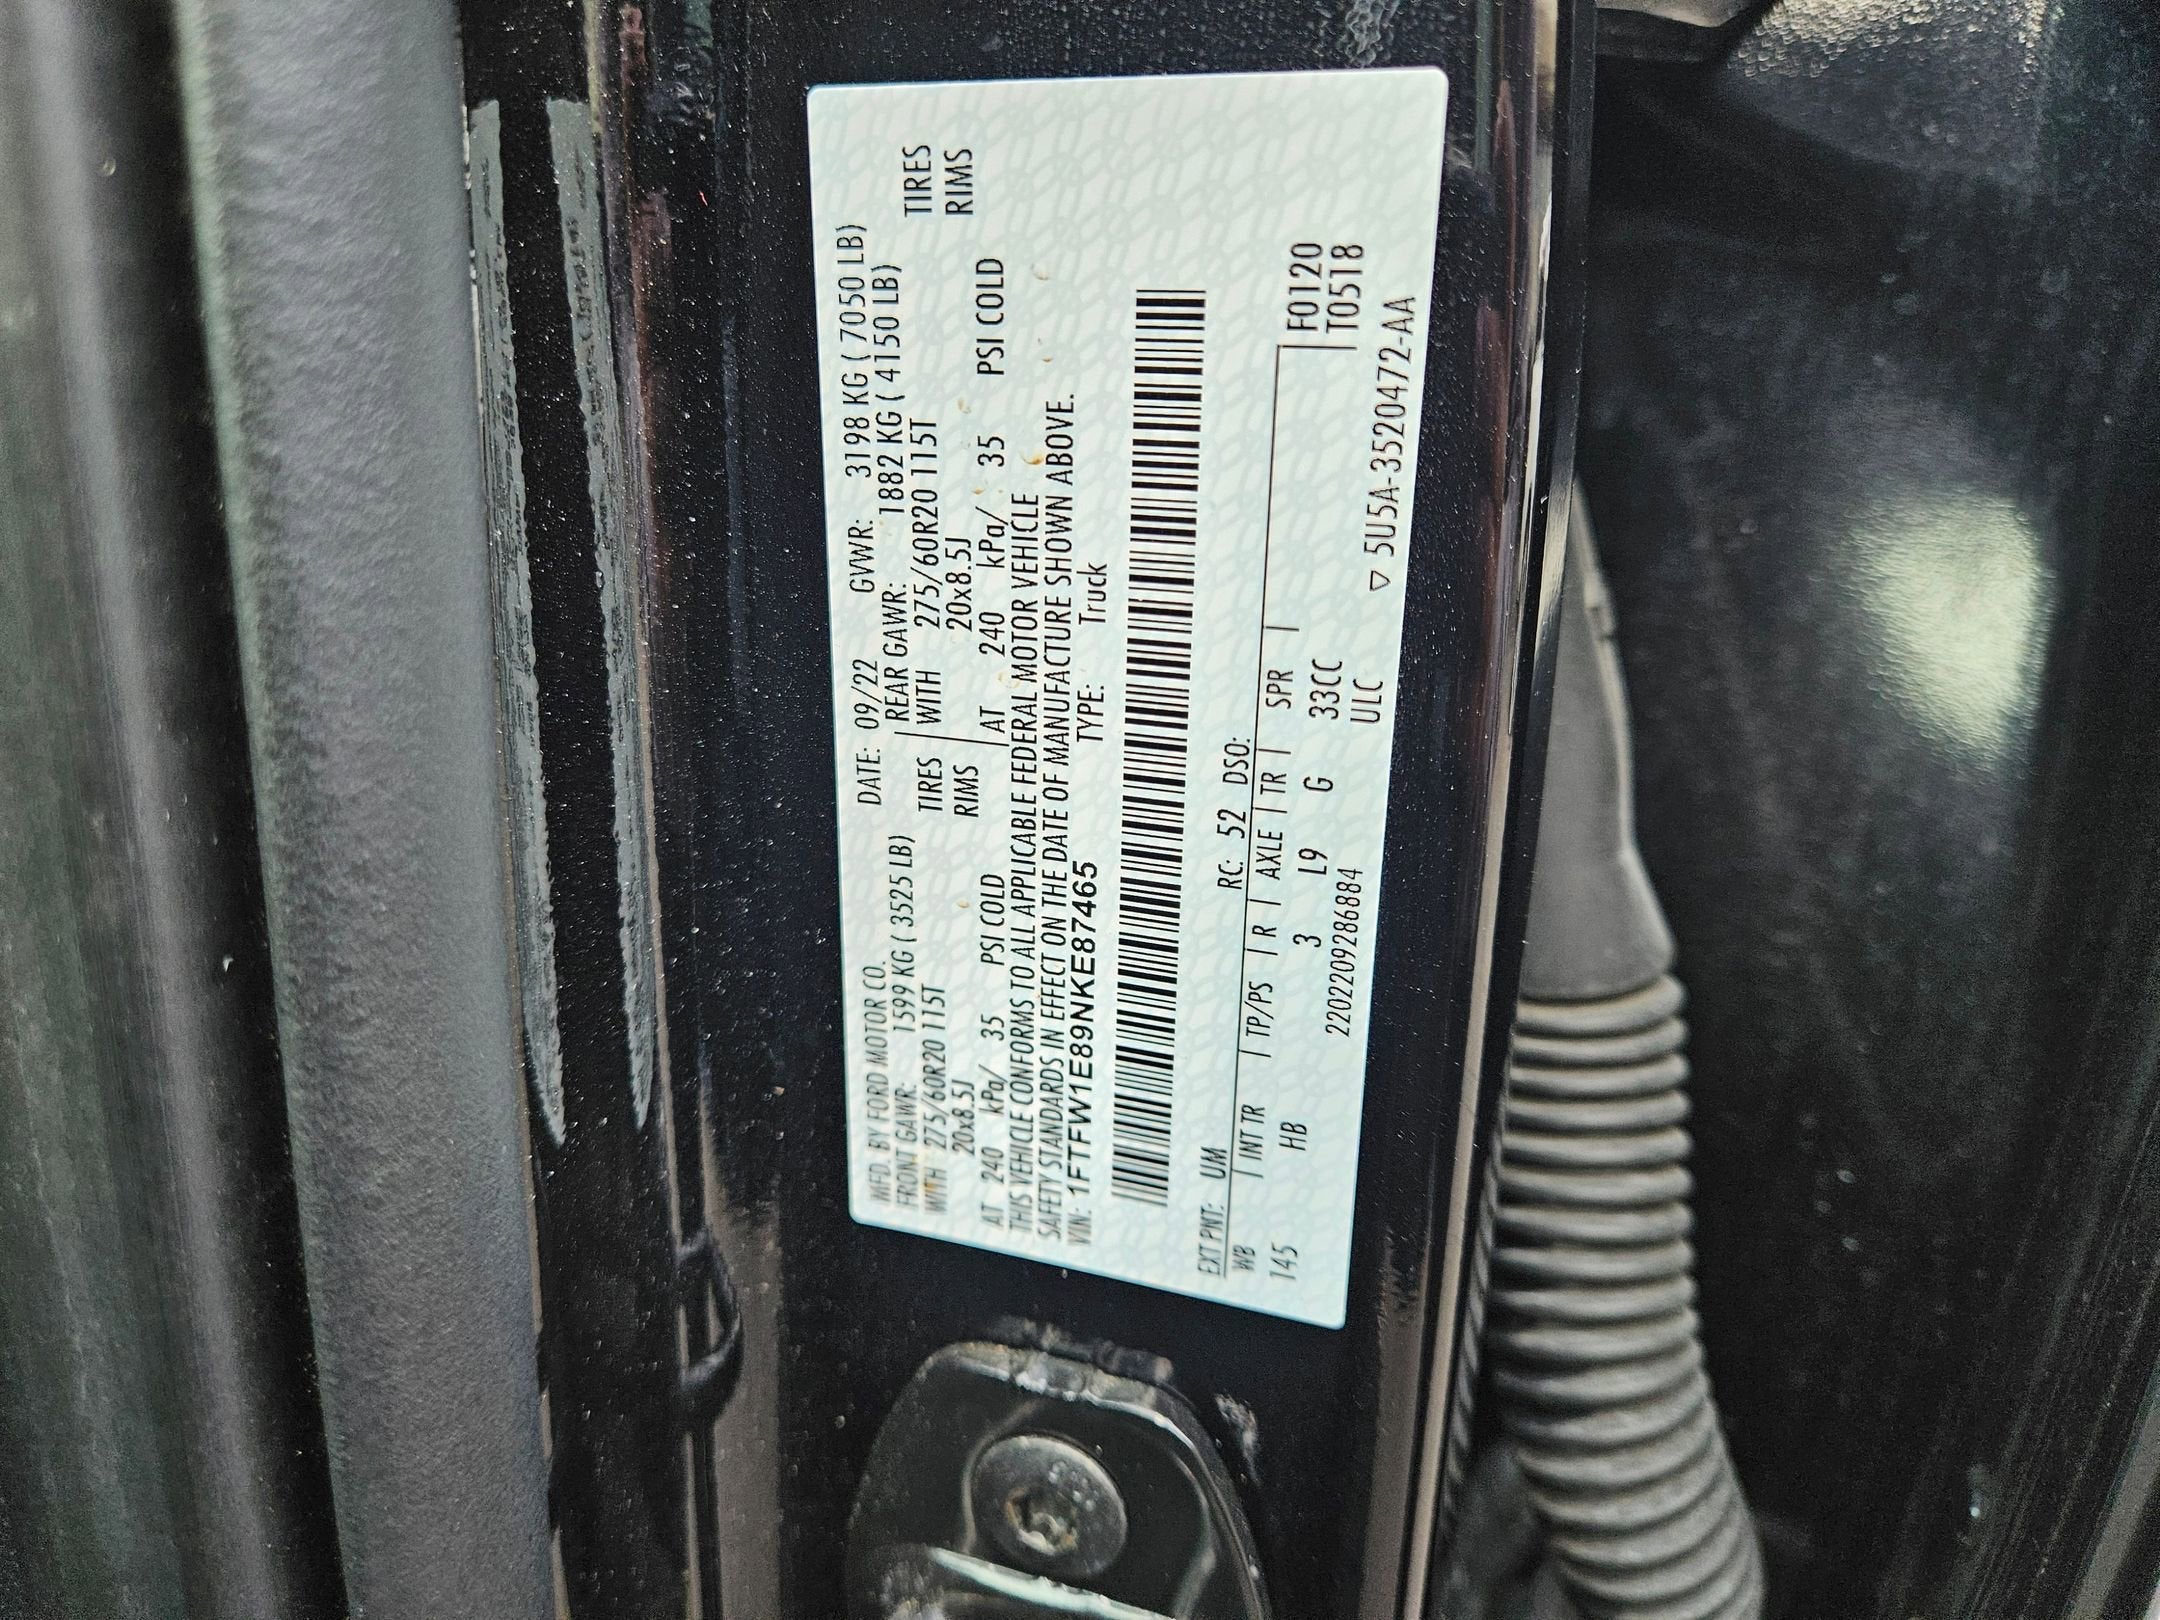 MFD. BY FORD MOTOR CO. DATE: 09/22 GVWR: 3198 KG ( 7050 LB)
FRONT GAWR: 1599 KG ( 3525 LB) REAR GAWR: 1882 KG ( 4150 LB)
WITH 275/60R20 115T TIRES WITH 275/60R20 115T TIRES
20x8.5J RIMS 20x8.5J RIMS
AT 240 kPa/ 35 PSI COLD AT 240 kPa/ 35 PSI COLD
THIS VEHICLE CONFORMS TO ALL APPLICABLE FEDERAL MOTOR VEHICLE
SAFETY STANDARDS IN EFFECT ON THE DATE OF MANUFACTURE SHOWN ABOVE.
VIN: 1FTFW1E89NKE87465 TYPE: Truck
EXT PNT: UM RC: 52 DSO:
WB | INT TR | TP/PS | R | AXLE | TR | SPR |
145 HB 3 L9 G 33CC F0120
2202209286884 ULC T0518
▽ 5U5A-3520472-AA